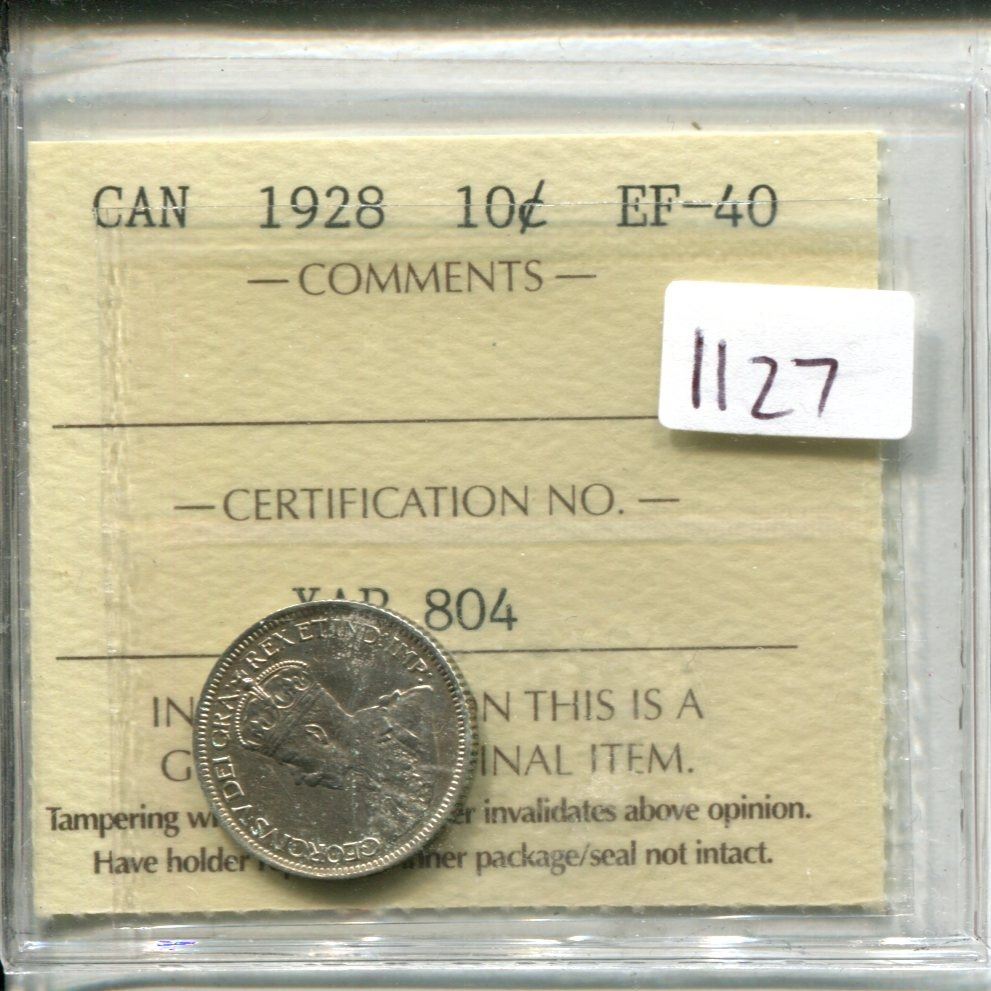 CAN 1928 10¢ EF-40
— COMMENTS —
1127
— CERTIFICATION NO. —
804
IN N THIS IS A
G INAL ITEM.
Tampering invalidates above opinion.
Have holder package/seal not intact.
GEORGIVS V DEI GRA: REX ET IND: IMP: